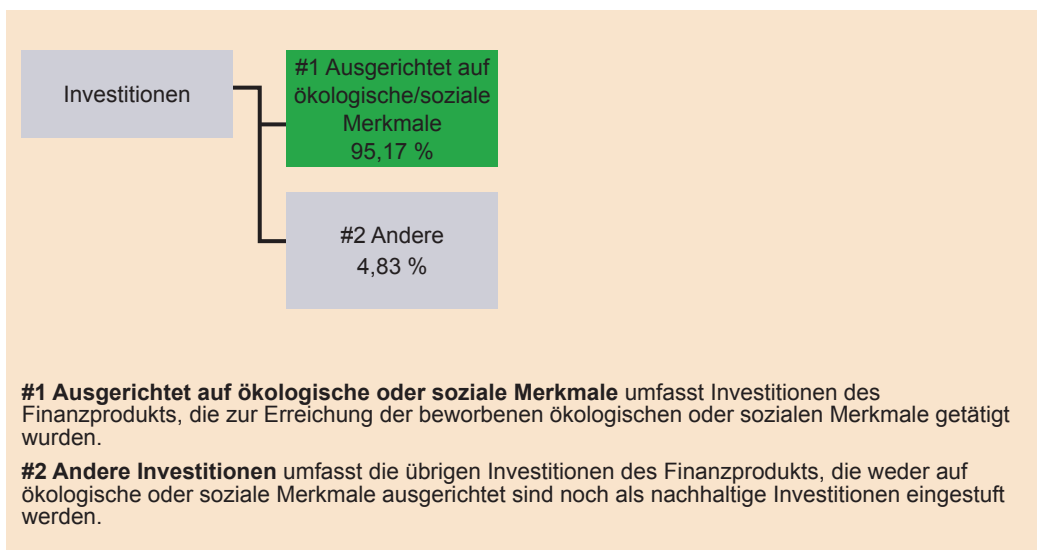 Investitionen
#1 Ausgerichtet auf
ökologische/soziale
Merkmale
95,17 %
#2 Andere
4,83 %
#1 Ausgerichtet auf ökologische oder soziale Merkmale umfasst Investitionen des
Finanzprodukts, die zur Erreichung der beworbenen ökologischen oder sozialen Merkmale getätigt
wurden.
#2 Andere Investitionen umfasst die übrigen Investitionen des Finanzprodukts, die weder auf
ökologische oder soziale Merkmale ausgerichtet sind noch als nachhaltige Investitionen eingestuft
werden.